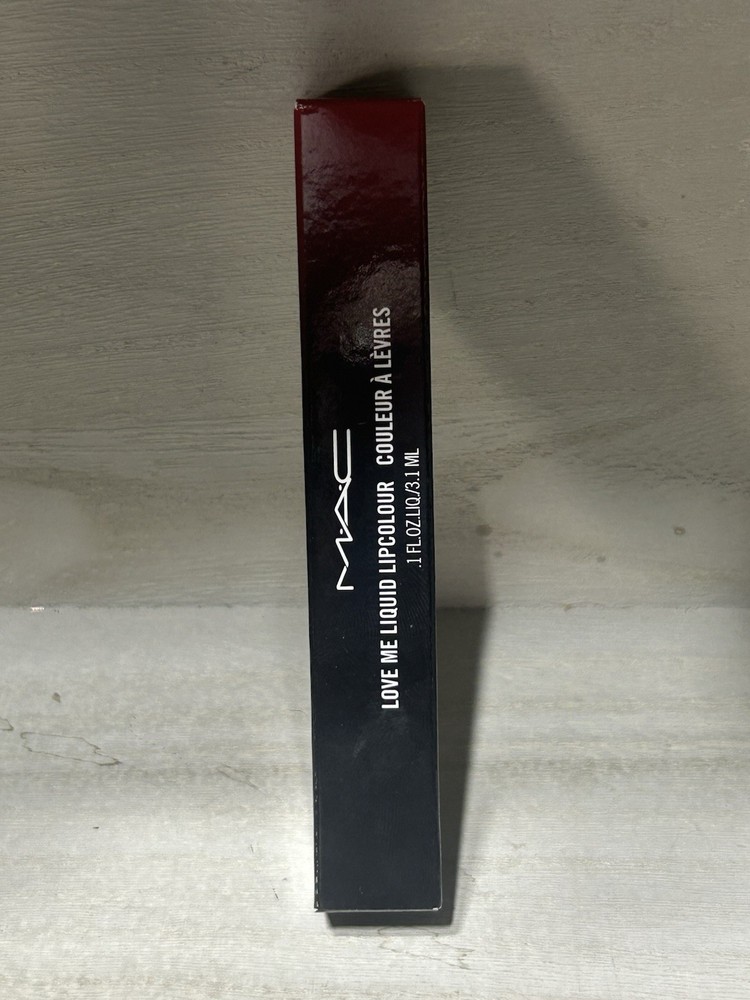 MAC
LOVE ME LIQUID LIPCOLOUR COULEUR À LÈVRES
.1 FL.OZ.LIQ./3.1 ML